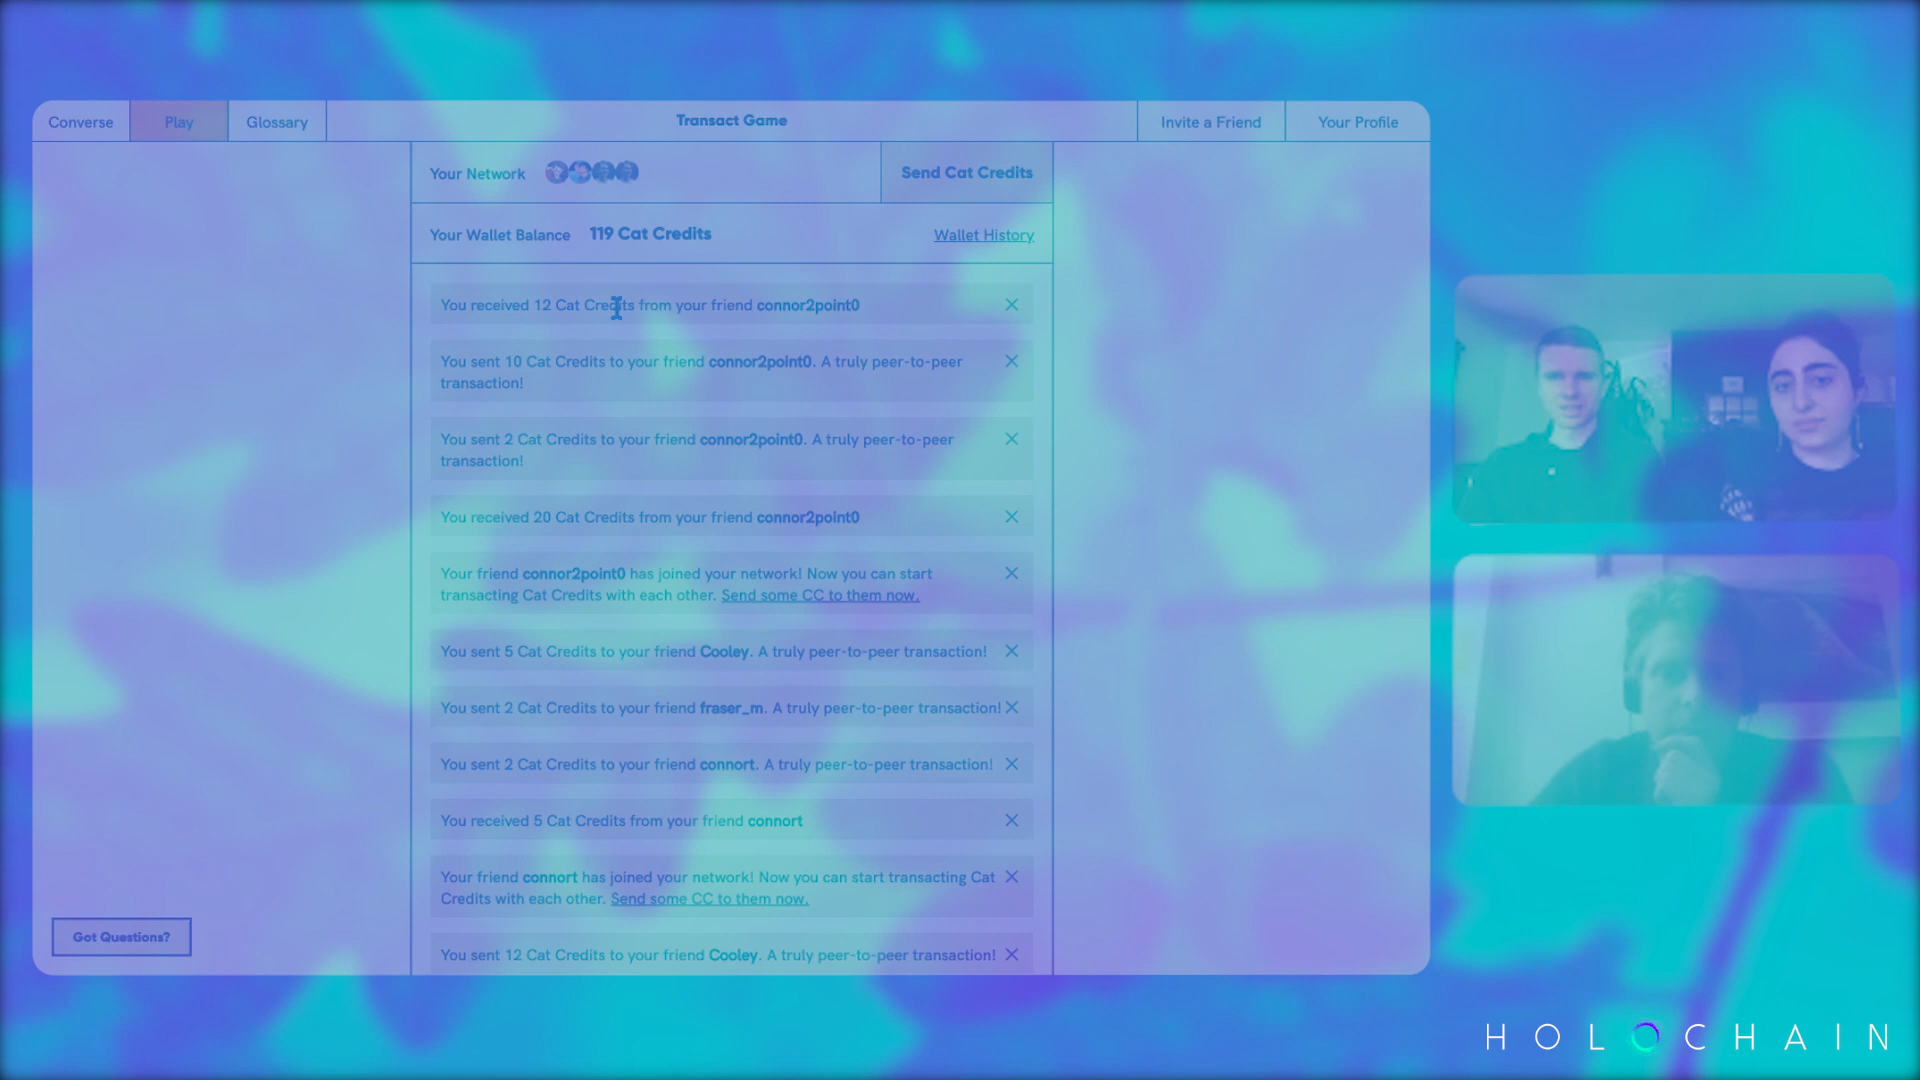 Converse
Play
Glossary
Transact Game
Invite a Friend
Your Profile
Your Network
Send Cat Credits
Your Wallet Balance
119 Cat Credits
Wallet History
You received 12 Cat Credits from your friend connor2point0
You sent 10 Cat Credits to your friend connor2point0. A truly peer-to-peer
transaction!
You sent 2 Cat Credits to your friend connor2point0. A truly peer-to-peer
transaction!
You received 20 Cat Credits from your friend connor2point0
Your friend connor2point0 has joined your network! Now you can start
transacting Cat Credits with each other. Send some CC to them now.
You sent 5 Cat Credits to your friend Cooley. A truly peer-to-peer transaction!
You sent 2 Cat Credits to your friend fraser_m. A truly peer-to-peer transaction!
You sent 2 Cat Credits to your friend connort. A truly peer-to-peer transaction!
You received 5 Cat Credits from your friend connort
Your friend connort has joined your network! Now you can start transacting Cat
Credits with each other. Send some CC to them now.
You sent 12 Cat Credits to your friend Cooley. A truly peer-to-peer transaction!
Got Questions?
HOLOCHAIN